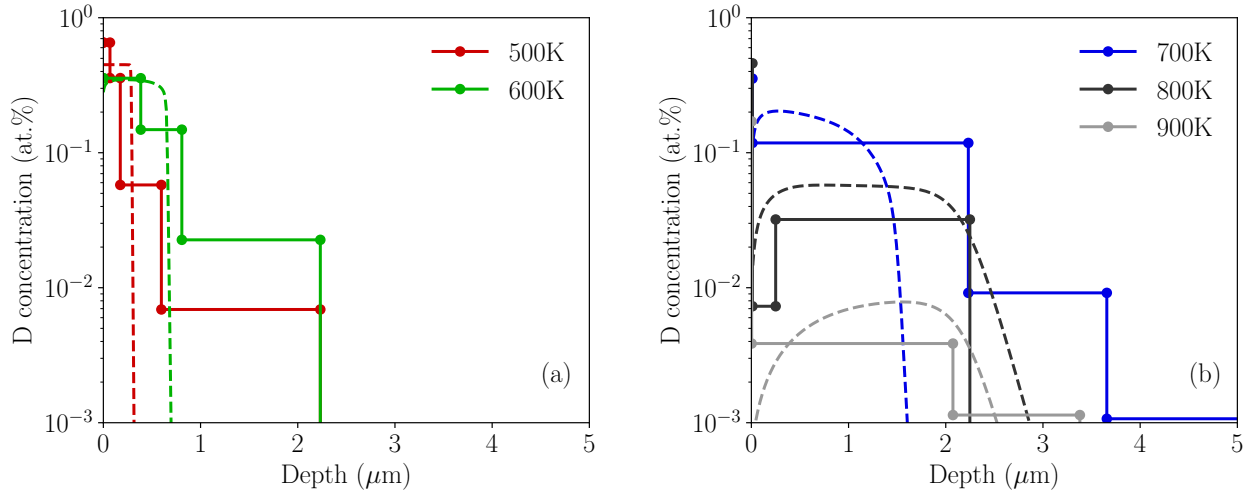 10^0
10^{-1}
10^{-2}
10^{-3}
D concentration (at.%)
500K
600K
(a)
0 1 2 3 4 5
Depth (μm)
10^0
10^{-1}
10^{-2}
10^{-3}
D concentration (at.%)
700K
800K
900K
(b)
0 1 2 3 4 5
Depth (μm)